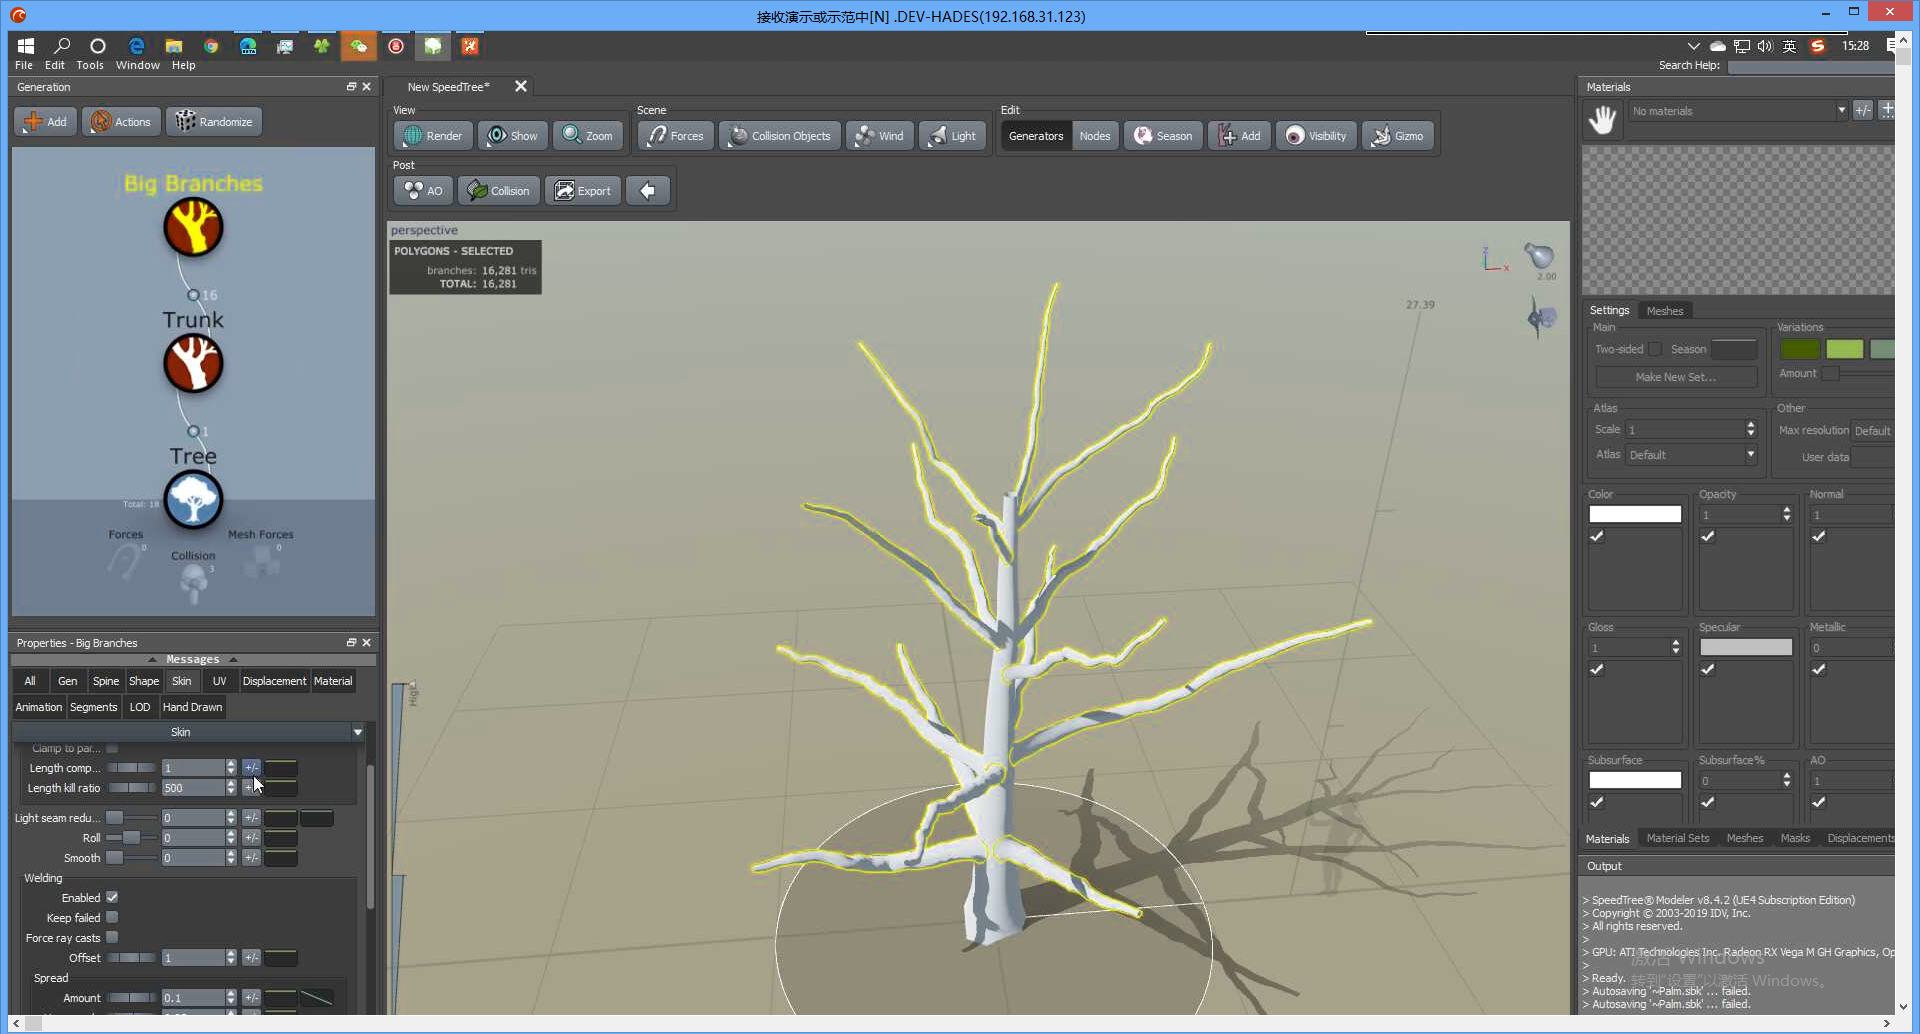 接收演示或示范中[N] .DEV-HADES(192.168.31.123)
英
15:28
File Edit Tools Window Help
Search Help:
Generation
Add
Actions
Randomize
Big Branches
16
Trunk
1
Tree
Total: 18
Forces
0
Mesh Forces
0
Collision
3
Properties - Big Branches
Messages
All Gen Spine Shape Skin UV Displacement Material
Animation Segments LOD Hand Drawn
Skin
Clamp to par...
Length comp... 1 +/-
Length kill ratio 500
Light seam redu... 0 +/-
Roll 0 +/-
Smooth 0 +/-
Welding
Enabled
Keep failed
Force ray casts
Offset 1 +/-
Spread
Amount 0.1 +/-
New SpeedTree*
View
Render
Show
Zoom
Scene
Forces
Collision Objects
Wind
Light
Edit
Generators
Nodes
Season
Add
Visibility
Gizmo
Post
AO
Collision
Export
perspective
POLYGONS - SELECTED
branches: 16,281 tris
TOTAL: 16,281
Z
X
2.00
27.39
High
Materials
No materials
+/-
Settings Meshes
Main
Two-sided Season
Make New Set...
Variations
Amount
Atlas
Scale 1
Atlas Default
Other
Max resolution Default
User data
Color
Opacity
1
Normal
1
Gloss
1
Specular
Metallic
0
Subsurface
Subsurface%
0
AO
1
Materials Material Sets Meshes Masks Displacements
Output
> SpeedTree® Modeler v8.4.2 (UE4 Subscription Edition)
> Copyright © 2003-2019 IDV, Inc.
> All rights reserved.
>
> GPU: ATI Technologies Inc. Radeon RX Vega M GH Graphics, Op
>
> Ready.
> Autosaving '~Palm.sbk' ... failed.
> Autosaving '~Palm.sbk' ... failed.
激活 Windows
转到"设置"以激活 Windows。